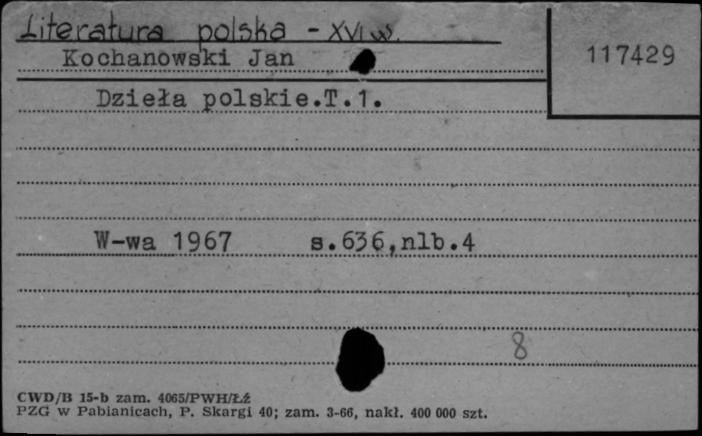 Literatura polska - XVI w.
Kochanowski Jan
117429
Dzieła polskie.T.1.
W-wa 1967 s.636,nlb.4
8
CWD/B 15-b zam. 4065/PWH/ŁŹ
PZG w Pabianicach, P. Skargi 40; zam. 3-66, nakł. 400 000 szt.